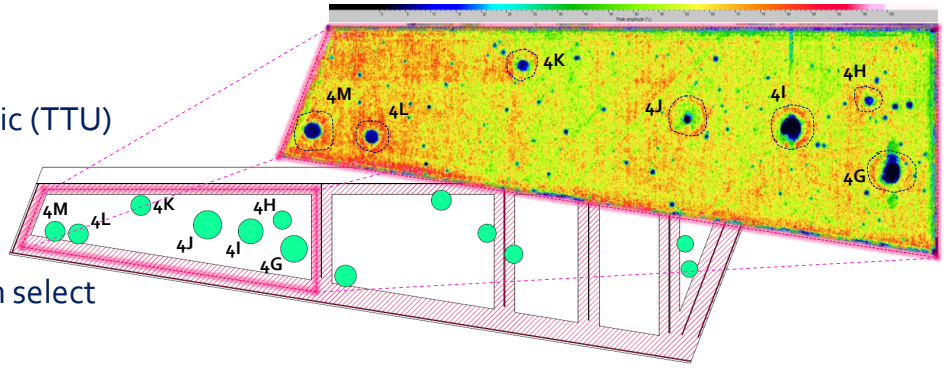 Peak amplitude (%)
4K
4H
4M
4L
4J
4I
4G
ic (TTU)
4M
4L
4K
4J
4I
4H
4G
n select